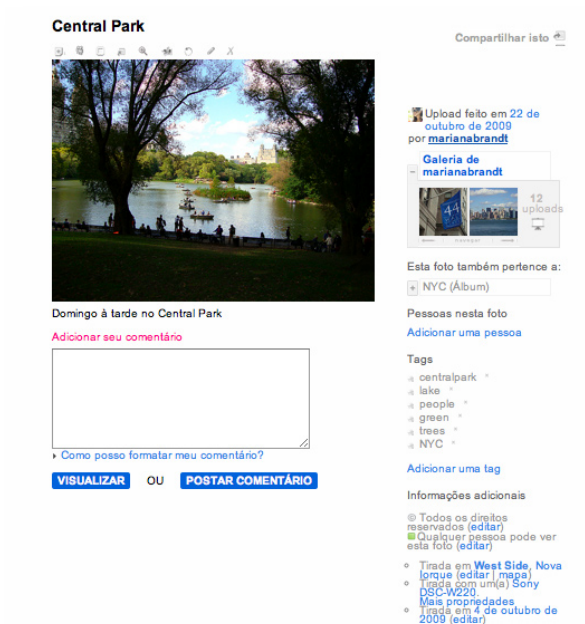 Central Park
Compartilhar isto
Upload feito em 22 de
outubro de 2009
por marianabrandt
Galeria de
marianabrandt
44
12
uploads
navegar
Esta foto também pertence a:
NYC (Álbum)
Domingo à tarde no Central Park
Pessoas nesta foto
Adicionar seu comentário
Adicionar uma pessoa
Tags
centralpark
lake
people
green
trees
NYC
Como posso formatar meu comentário?
Adicionar uma tag
VISUALIZAR OU POSTAR COMENTÁRIO
Informações adicionais
© Todos os direitos
reservados (editar)
Qualquer pessoa pode ver
esta foto (editar)
Tirada em West Side, Nova
Iorque (editar | mapa)
Tirada com um(a) Sony
DSC-W220.
Mais propriedades
Tirada em 4 de outubro de
2009 (editar)